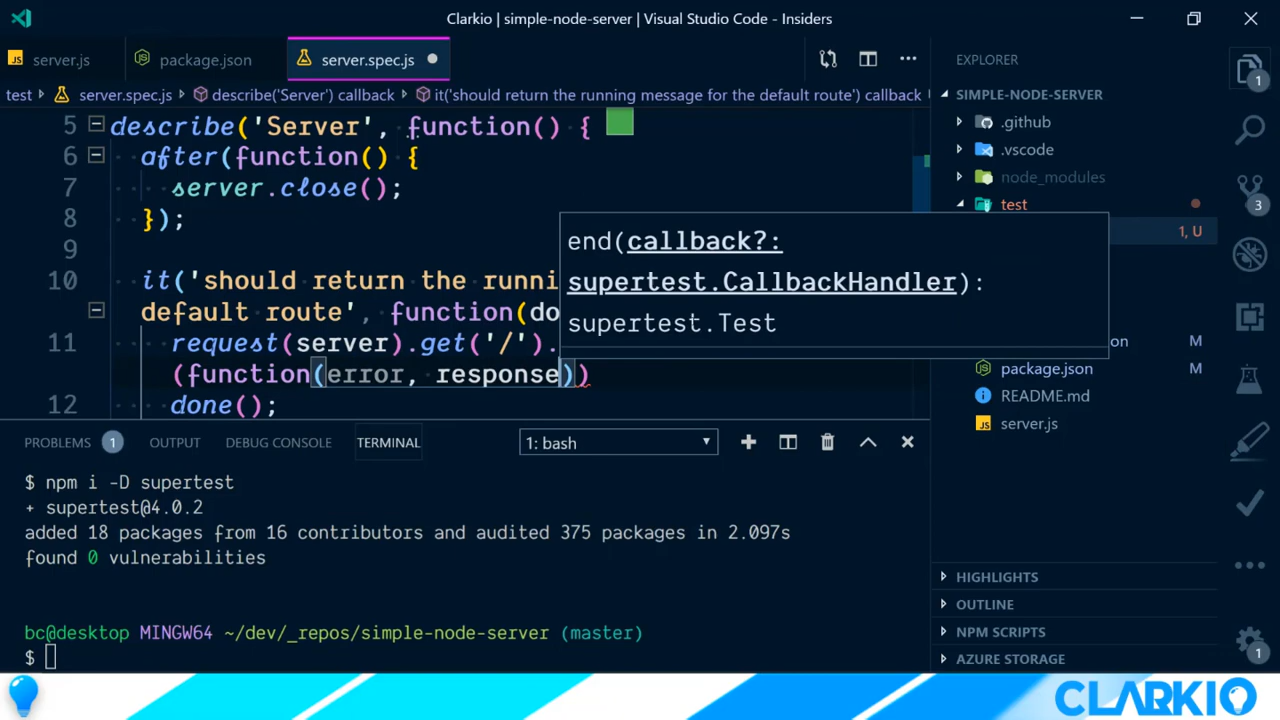 Clarkio | simple-node-server | Visual Studio Code - Insiders
JS server.js
package.json
server.spec.js
test
server.spec.js
describe('Server') callback
it('should return the running message for the default route') callback
5 describe('Server', function() {
6 after(function() {
7 server.close();
8 });
9
10 it('should return the runni
default route', function(do
11 request(server).get('/').
(function(error, response))
12 done();
end(callback?:
supertest.CallbackHandler):
supertest.Test
EXPLORER
SIMPLE-NODE-SERVER
.github
.vscode
node_modules
test
1, U
on M
package.json M
README.md
JS server.js
HIGHLIGHTS
OUTLINE
NPM SCRIPTS
AZURE STORAGE
1
3
1
PROBLEMS 1 OUTPUT DEBUG CONSOLE TERMINAL 1: bash
$ npm i -D supertest
+ supertest@4.0.2
added 18 packages from 16 contributors and audited 375 packages in 2.097s
found 0 vulnerabilities
bc@desktop MINGW64 ~/dev/_repos/simple-node-server (master)
$
CLARKIO